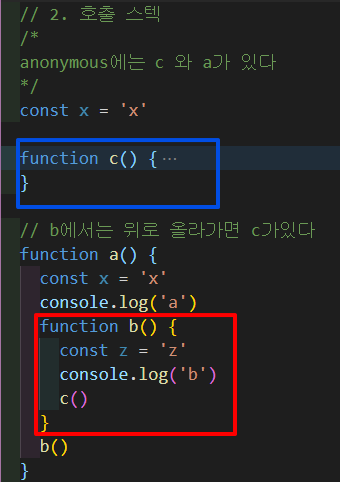 // 2. 호출 스텍
/*
anonymous에는 c 와 a가 있다
*/
const x = 'x'
function c() {⋯
}
// b에서는 위로 올라가면 c가있다
function a() {
const x = 'x'
console.log('a')
function b() {
const z = 'z'
console.log('b')
c()
}
b()
}